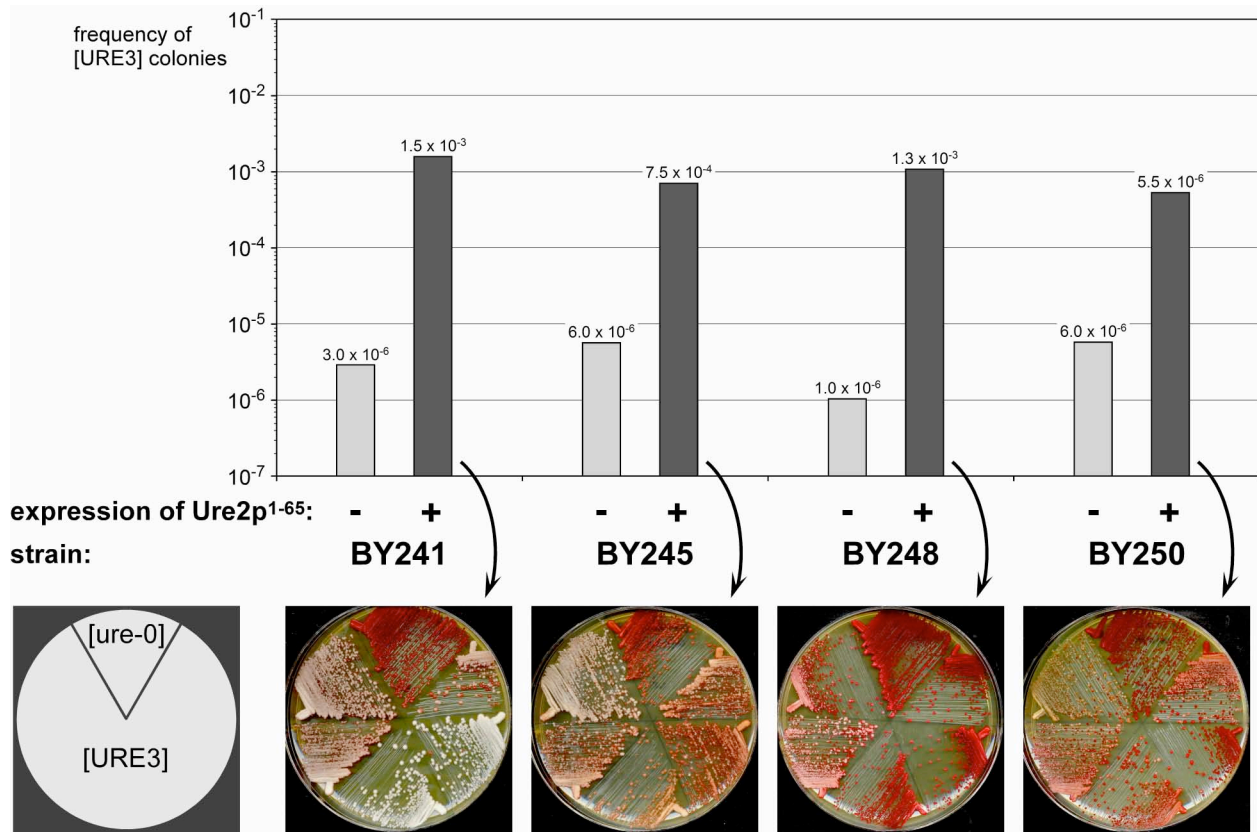 frequency of
[URE3] colonies
10⁻¹
10⁻²
10⁻³
10⁻⁴
10⁻⁵
10⁻⁶
10⁻⁷
3.0 x 10⁻⁶
1.5 x 10⁻³
6.0 x 10⁻⁶
7.5 x 10⁻⁴
1.0 x 10⁻⁶
1.3 x 10⁻³
6.0 x 10⁻⁶
5.5 x 10⁻⁶
expression of Ure2p¹⁻⁶⁵: - + - + - + - +
strain: BY241 BY245 BY248 BY250
[ure-0]
[URE3]